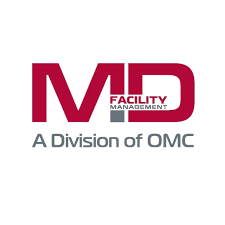 MD
FACILITY
MANAGEMENT
A Division of OMC